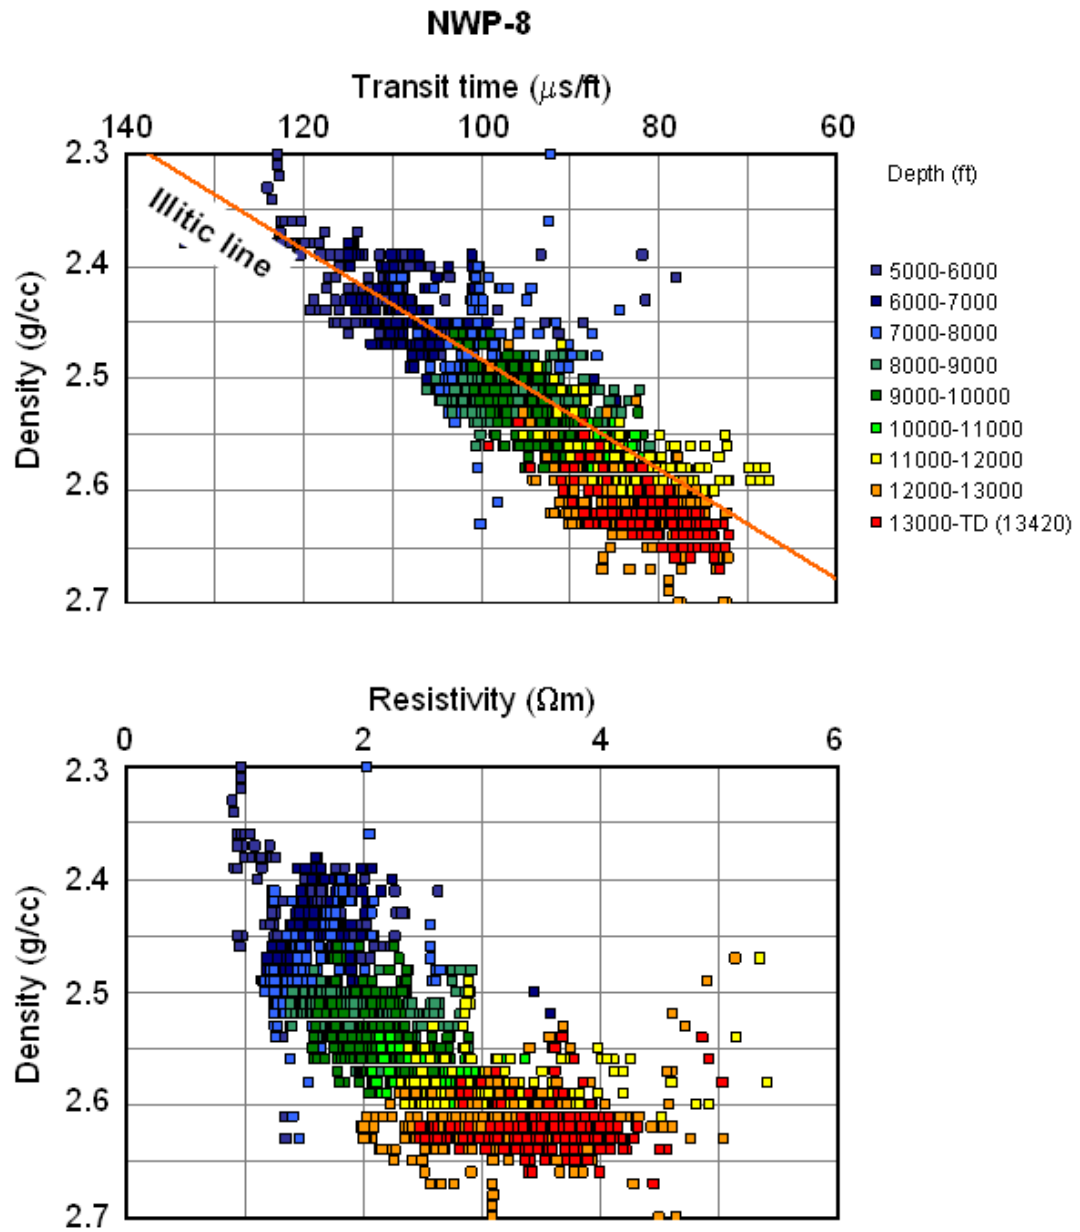 NWP-8
Transit time (μs/ft)
140 120 100 80 60
2.3
2.4
2.5
2.6
2.7
Density (g/cc)
Illitic line
Depth (ft)
5000-6000
6000-7000
7000-8000
8000-9000
9000-10000
10000-11000
11000-12000
12000-13000
13000-TD (13420)
Resistivity (Ωm)
0 2 4 6
2.3
2.4
2.5
2.6
2.7
Density (g/cc)